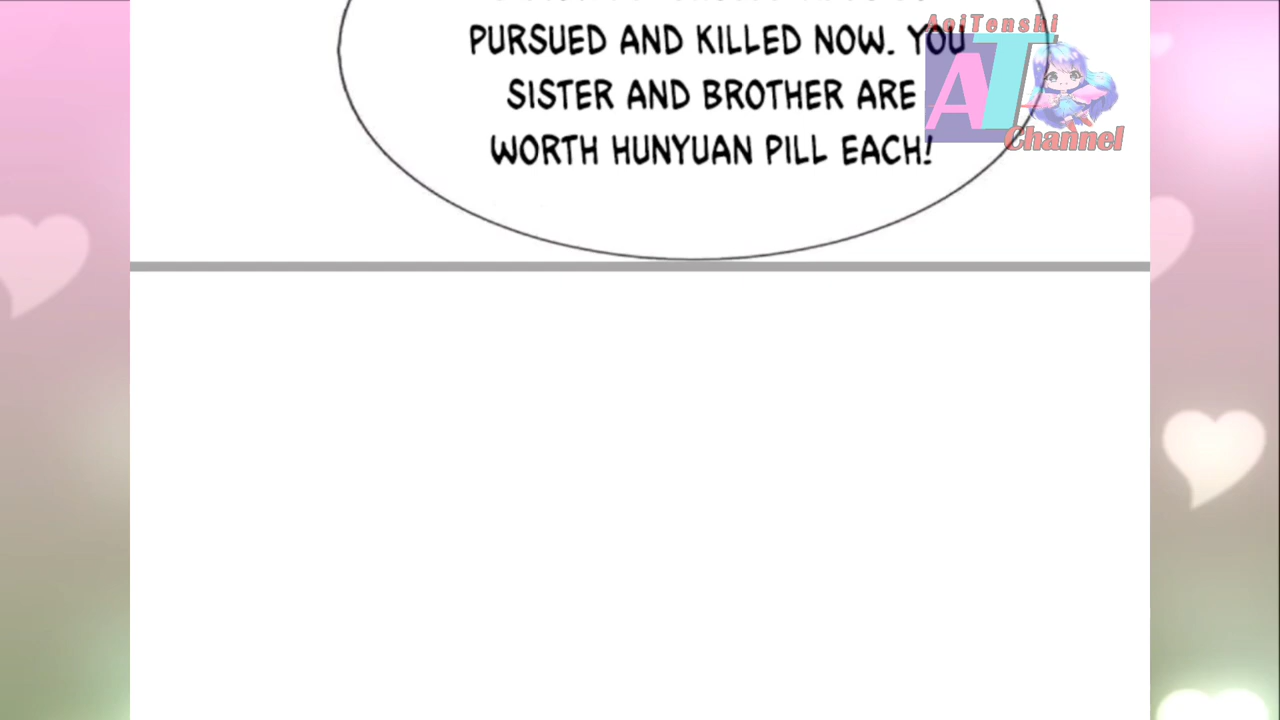 PURSUED AND KILLED NOW. YOU
SISTER AND BROTHER ARE
WORTH HUNYUAN PILL EACH!
AoiTenshi
AT
Channel